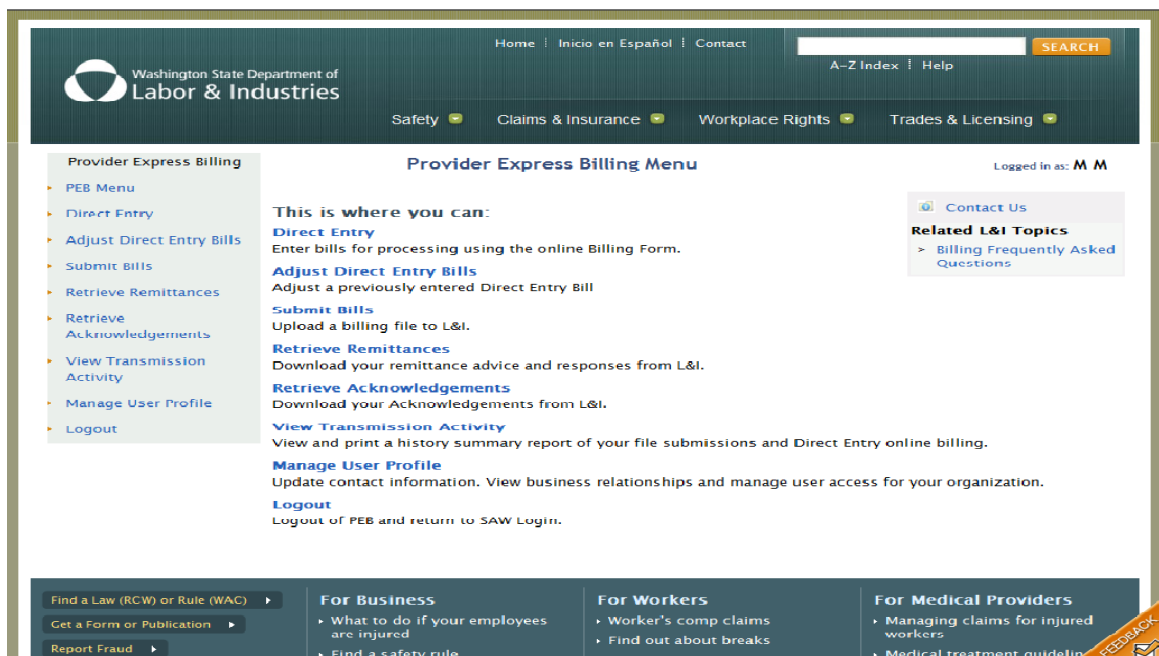 Home Inicio en Español Contact
SEARCH
A-Z Index Help
Washington State Department of
Labor & Industries
Safety Claims & Insurance Workplace Rights Trades & Licensing
Provider Express Billing
PEB Menu
Direct Entry
Adjust Direct Entry Bills
Submit Bills
Retrieve Remittances
Retrieve
Acknowledgements
View Transmission
Activity
Manage User Profile
Logout
Provider Express Billing Menu
Logged in as: M M
This is where you can:
Direct Entry
Enter bills for processing using the online Billing Form.
Adjust Direct Entry Bills
Adjust a previously entered Direct Entry Bill
Submit Bills
Upload a billing file to L&I.
Retrieve Remittances
Download your remittance advice and responses from L&I.
Retrieve Acknowledgements
Download your Acknowledgements from L&I.
View Transmission Activity
View and print a history summary report of your file submissions and Direct Entry online billing.
Manage User Profile
Update contact information. View business relationships and manage user access for your organization.
Logout
Logout of PEB and return to SAW Login.
Contact Us
Related L&I Topics
> Billing Frequently Asked
Questions
Find a Law (RCW) or Rule (WAC)
Get a Form or Publication
Report Fraud
For Business
What to do if your employees
are injured
Find a safety rule
For Workers
Worker's comp claims
Find out about breaks
For Medical Providers
Managing claims for injured
workers
Medical treatment
FEEDBACK